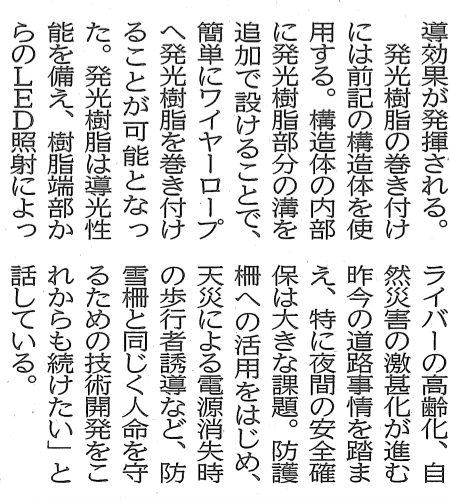 導効果が発揮される。
　発光樹脂の巻き付け
には前記の構造体を使
用する。構造体の内部
に発光樹脂部分の溝を
追加で設けることで、
簡単にワイヤーロープ
へ発光樹脂を巻き付け
ることが可能となっ
た。発光樹脂は導光性
能を備え、樹脂端部か
らのLED照射によっ
ライバーの高齢化、自
然災害の激甚化が進む
昨今の道路事情を踏ま
え、特に夜間の安全確
保は大きな課題。防護
柵への活用をはじめ、
天災による電源消失時
の歩行者誘導など、防
雪柵と同じく人命を守
るための技術開発をこ
れからも続けたい」と
話している。